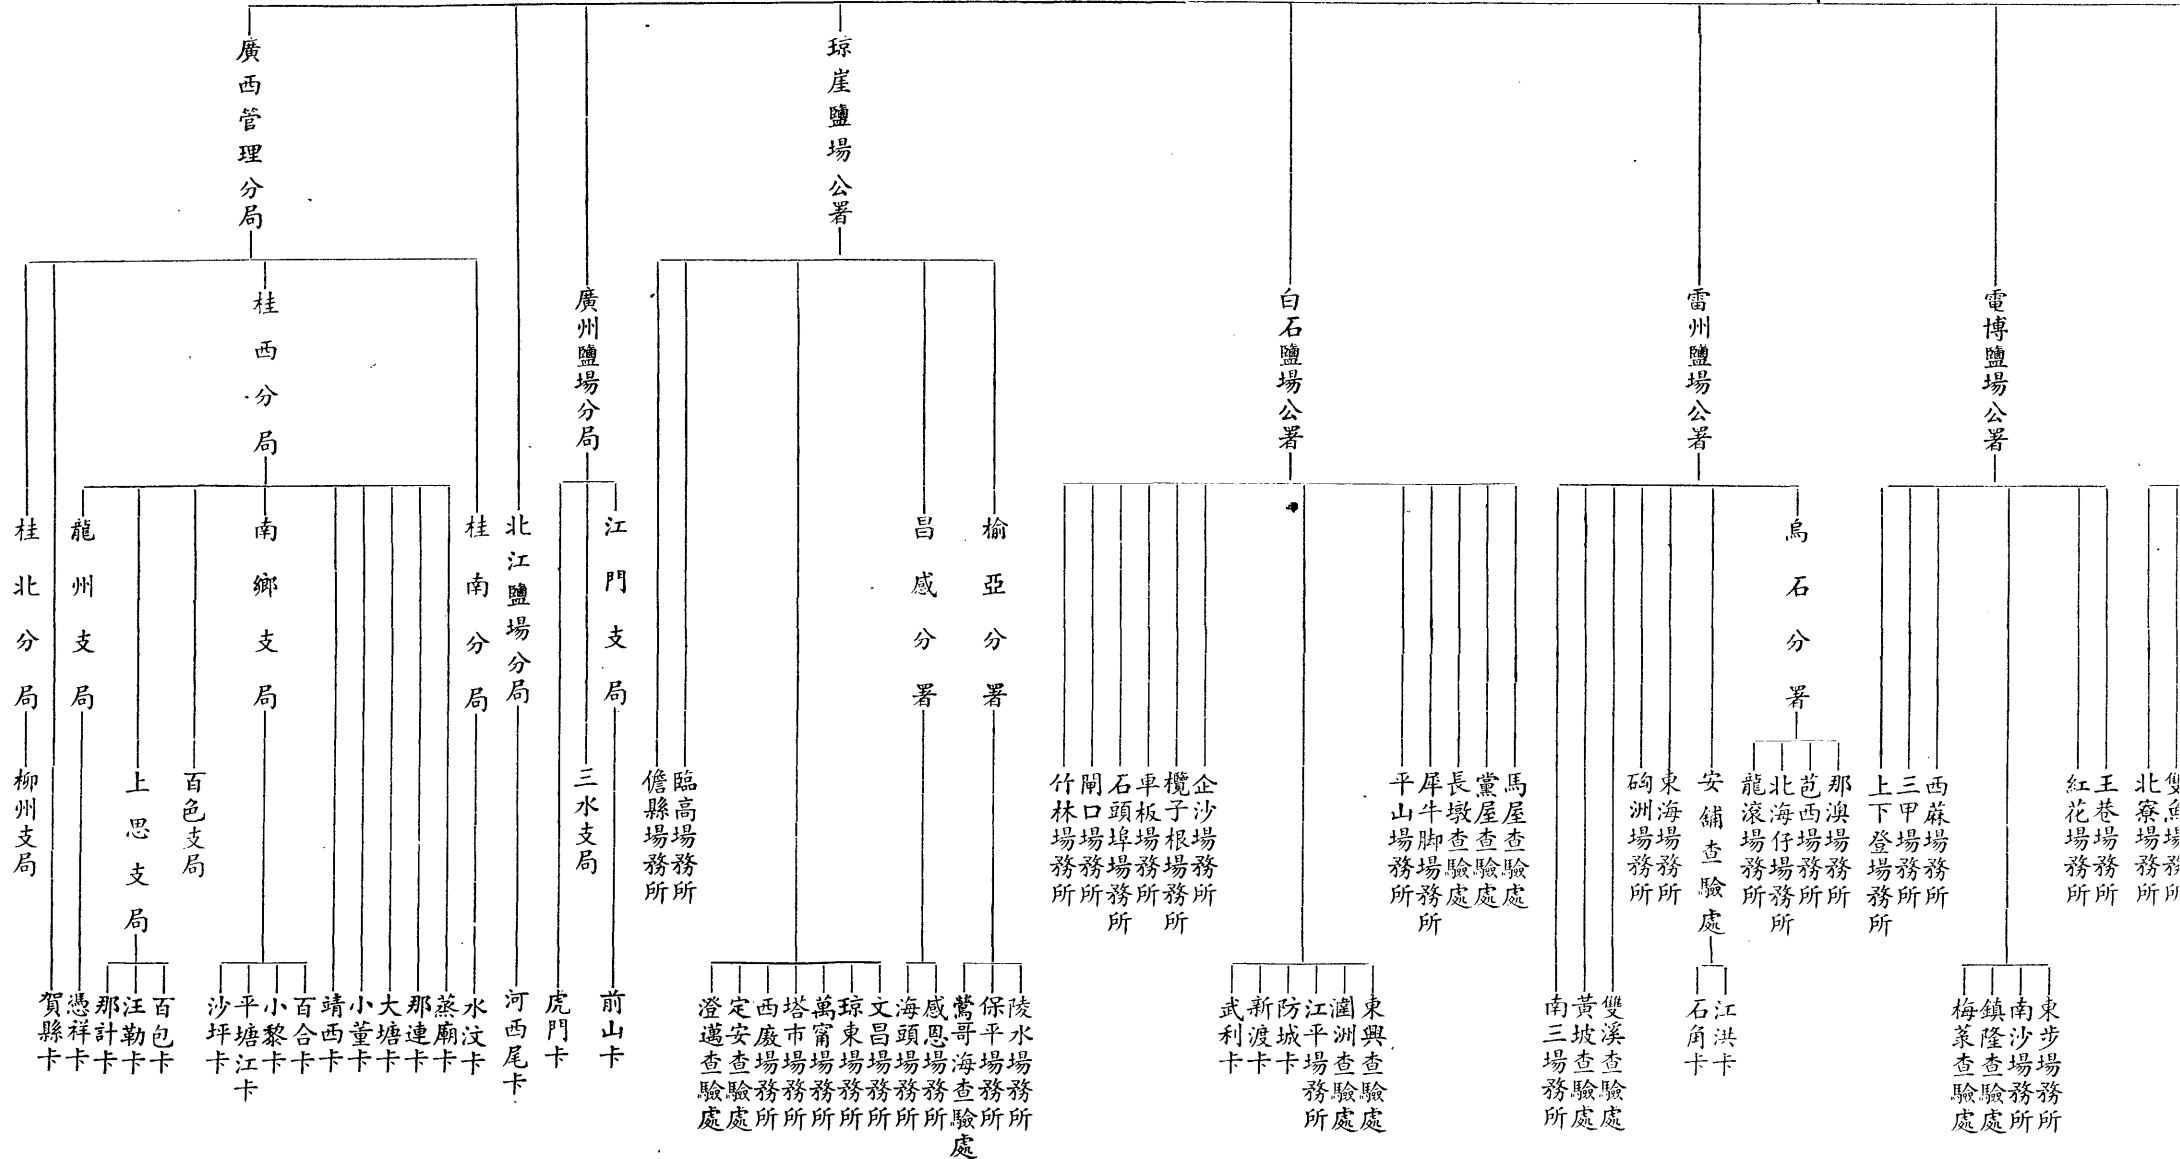 雙魚場務所
北寮場務所
電博鹽場公署
王巷場務所
紅花場務所
東步場務所
南沙場務所
鎮隆查驗處
梅菉查驗處
西蔴場務所
三甲場務所
上下登場務所
雷州鹽場公署
烏石分署
那澳場務所
芭西場務所
北海仔場務所
龍滾場務所
安舖查驗處
江洪卡
石角卡
東海場務所
硇洲場務所
雙溪查驗處
黃坡查驗處
南三場務所
白石鹽場公署
馬屋查驗處
黨屋查驗處
長墩查驗處
犀牛脚場務所
平山場務所
東興查驗處
潿洲查驗處
江平場務所
防城卡
新渡卡
武利卡
企沙場務所
欖子根場務所
車板場務所
石頭埠場務所
閘口場務所
竹林場務所
琼崖鹽場公署
榆亞分署
陵水場務所
保平場務所
鶯哥海查驗處
昌感分署
感恩場務所
海頭場務所
文昌場務所
琼東場務所
萬甯場務所
塔市場務所
西廠場務所
定安查驗處
澄邁查驗處
臨高場務所
儋縣場務所
廣州鹽場分局
江門支局
前山卡
三水支局
虎門卡
北江鹽場分局
河西尾卡
廣西管理分局
桂南分局
水汶卡
桂西分局
蒸廟卡
那連卡
大塘卡
小董卡
靖西卡
南鄉支局
百合卡
小黎卡
平塘江卡
沙坪卡
百色支局
上思支局
百包卡
汪勒卡
那計卡
龍州支局
憑祥卡
賀縣卡
桂北分局
柳州支局